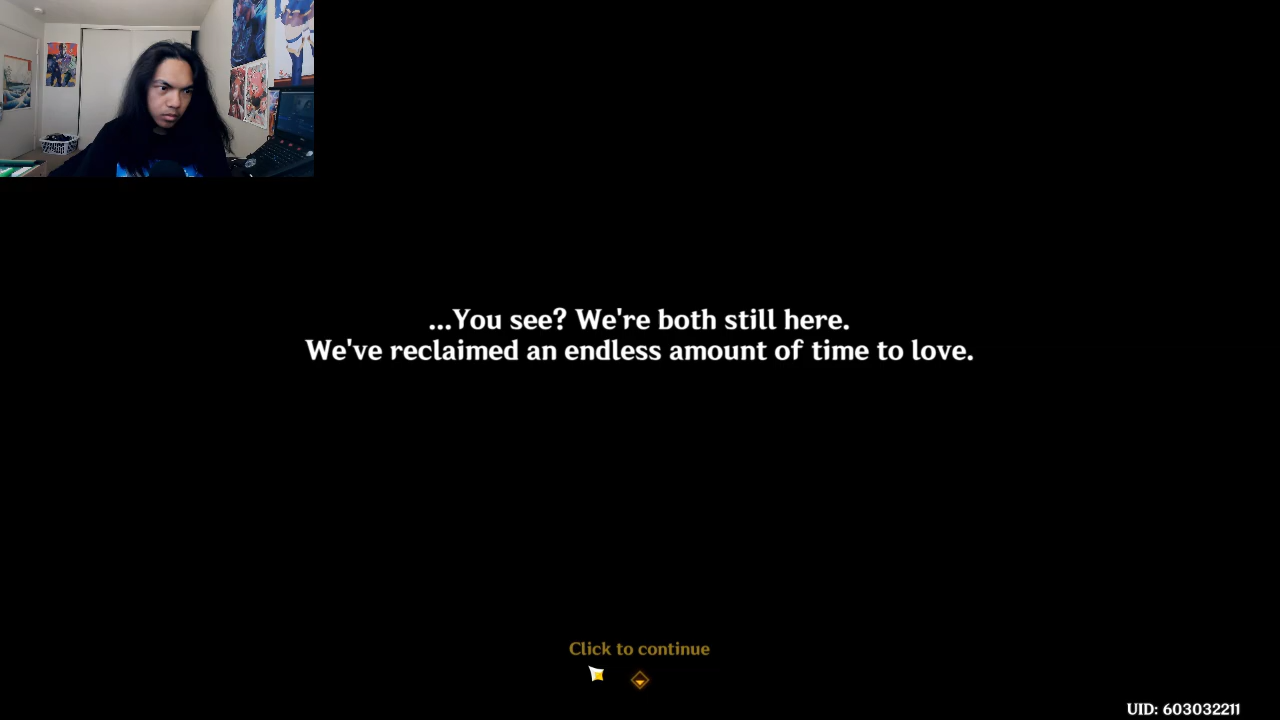 ...You see? We're both still here.
We've reclaimed an endless amount of time to love.
Click to continue
UID: 603032211